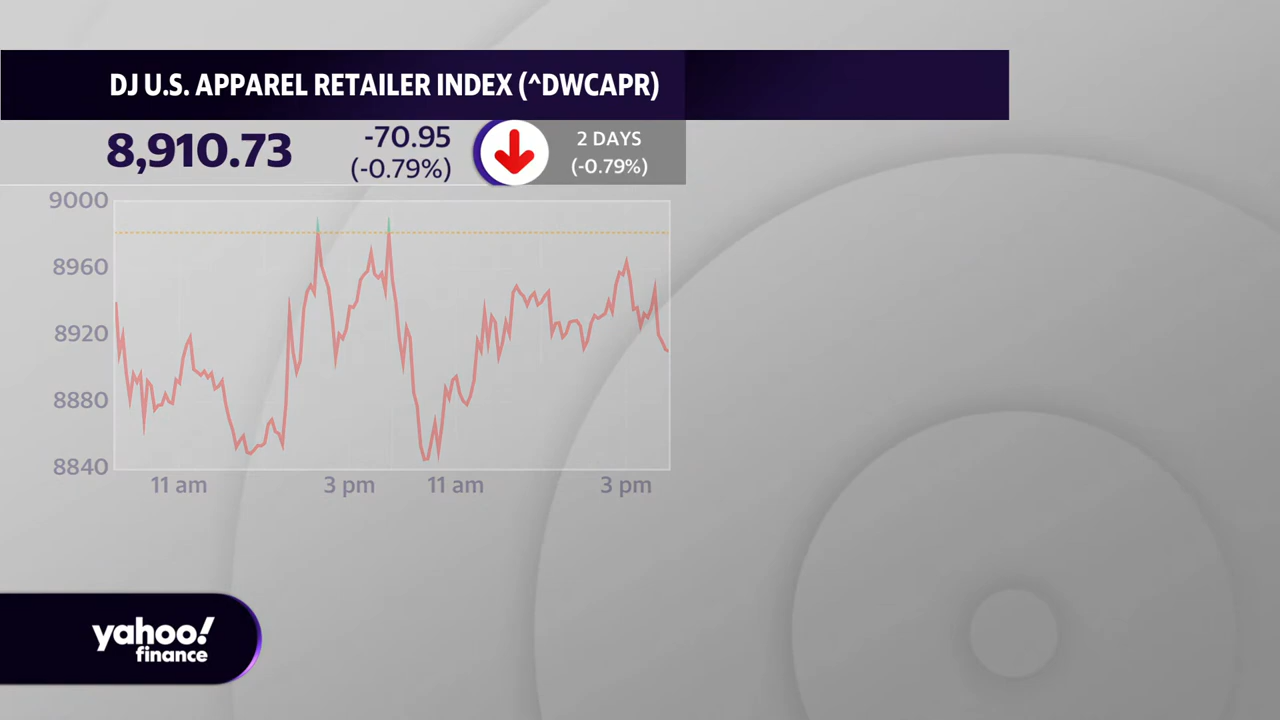 DJ U.S. APPAREL RETAILER INDEX (^DWCAPR)
8,910.73
-70.95
(-0.79%)
2 DAYS
(-0.79%)
9000
8960
8920
8880
8840
11 am 3 pm 11 am 3 pm
yahoo!
finance